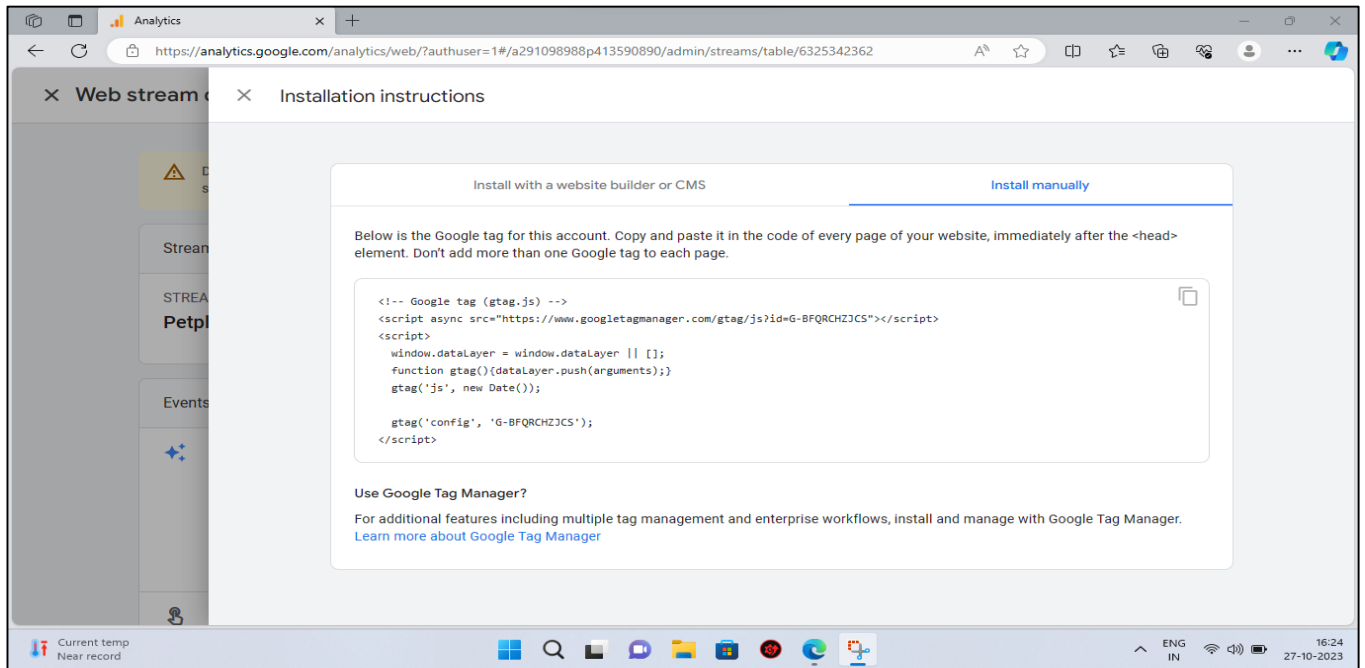 Analytics
https://analytics.google.com/analytics/web/?authuser=1#/a291098988p413590890/admin/streams/table/6325342362
Web stream
Installation instructions
Install with a website builder or CMS
Install manually
Below is the Google tag for this account. Copy and paste it in the code of every page of your website, immediately after the <head>
element. Don't add more than one Google tag to each page.
Stream
STREA
Petpl
Events
<!-- Google tag (gtag.js) -->
<script async src="https://www.googletagmanager.com/gtag/js?id=G-BFQRCHZJCS"></script>
<script>
window.dataLayer = window.dataLayer || [];
function gtag(){dataLayer.push(arguments);}
gtag('js', new Date());
gtag('config', 'G-BFQRCHZJCS');
</script>
Use Google Tag Manager?
For additional features including multiple tag management and enterprise workflows, install and manage with Google Tag Manager.
Learn more about Google Tag Manager
Current temp
Near record
ENG
IN
16:24
27-10-2023